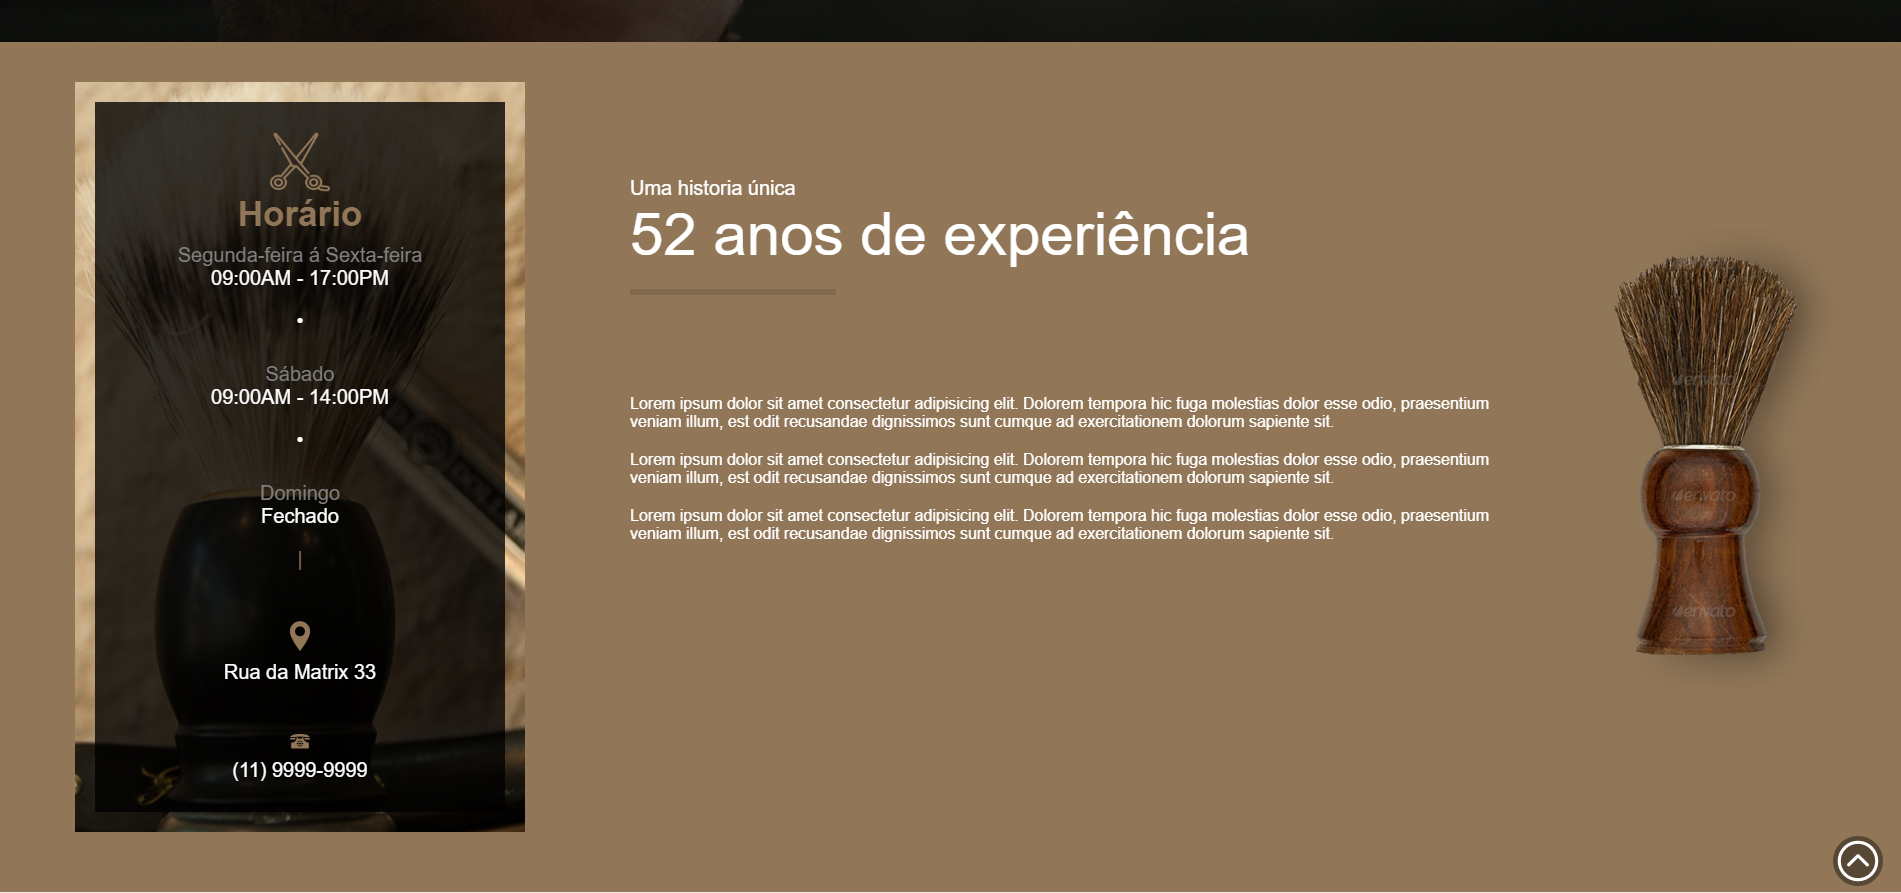 Horário
Segunda-feira á Sexta-feira
09:00AM - 17:00PM
Sábado
09:00AM - 14:00PM
Domingo
Fechado
Rua da Matrix 33
(11) 9999-9999
Uma historia única
52 anos de experiência
Lorem ipsum dolor sit amet consectetur adipisicing elit. Dolorem tempora hic fuga molestias dolor esse odio, praesentium
veniam illum, est odit recusandae dignissimos sunt cumque ad exercitationem dolorum sapiente sit.
Lorem ipsum dolor sit amet consectetur adipisicing elit. Dolorem tempora hic fuga molestias dolor esse odio, praesentium
veniam illum, est odit recusandae dignissimos sunt cumque ad exercitationem dolorum sapiente sit.
Lorem ipsum dolor sit amet consectetur adipisicing elit. Dolorem tempora hic fuga molestias dolor esse odio, praesentium
veniam illum, est odit recusandae dignissimos sunt cumque ad exercitationem dolorum sapiente sit.
envato
envato
envato